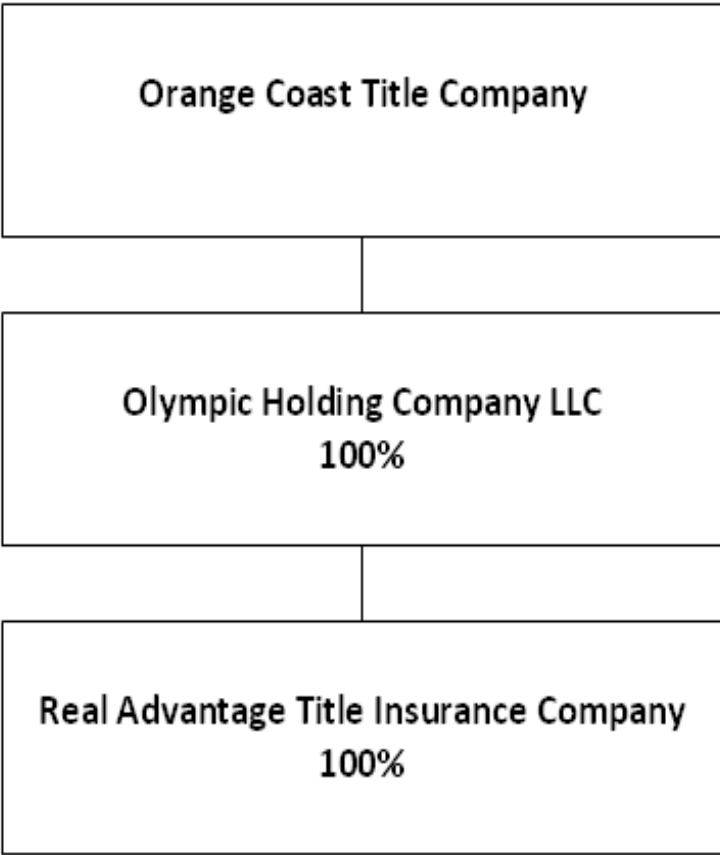 Orange Coast Title Company
Olympic Holding Company LLC
100%
Real Advantage Title Insurance Company
100%